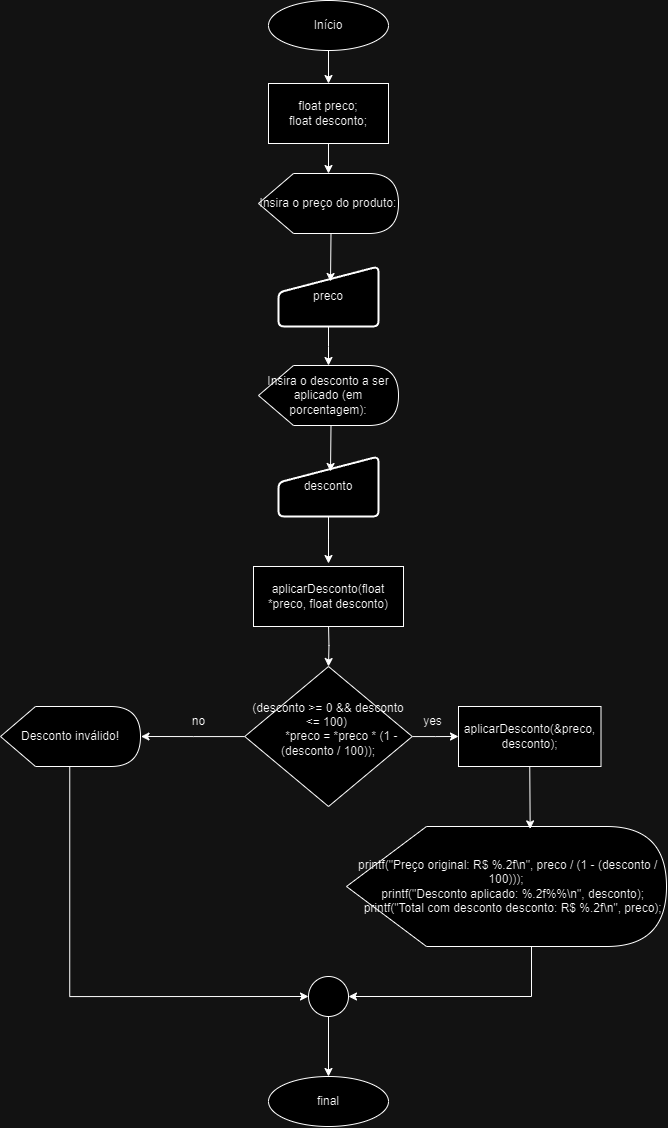 Início
float preco;
float desconto;
Insira o preço do produto:
preco
Insira o desconto a ser
aplicado (em
porcentagem):
desconto
aplicarDesconto(float
*preco, float desconto)
(desconto >= 0 && desconto
<= 100)
*preco = *preco * (1 -
(desconto / 100));
no
yes
Desconto inválido!
aplicarDesconto(&preco,
desconto);
printf("Preço original: R$ %.2f\n", preco / (1 - (desconto /
100)));
printf("Desconto aplicado: %.2f%%\n", desconto);
printf("Total com desconto desconto: R$ %.2f\n", preco);
final